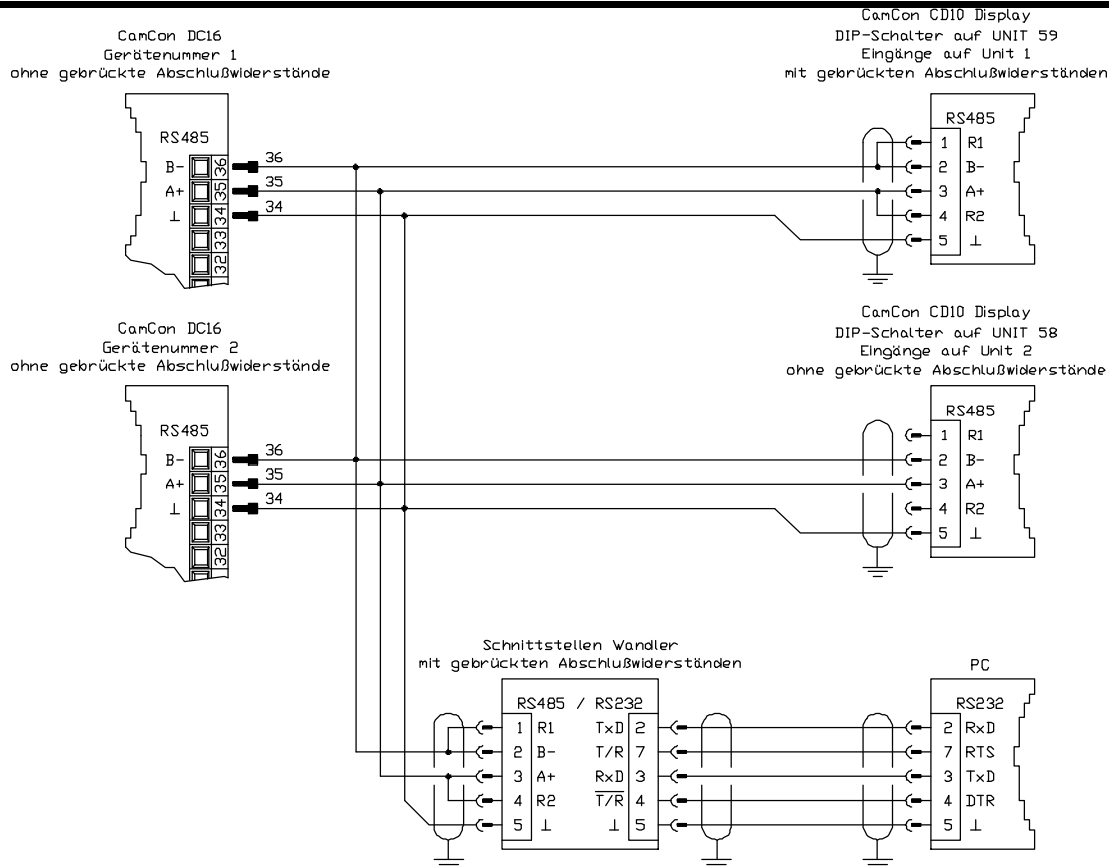 CamCon DC16
Gerätenummer 1
ohne gebrückte Abschlußwiderstände
RS485
B- 36 36
A+ 35 35
⊥ 34 34
33
32
CamCon CD10 Display
DIP-Schalter auf UNIT 59
Eingänge auf Unit 1
mit gebrückten Abschlußwiderständen
RS485
1 R1
2 B-
3 A+
4 R2
5 ⊥
CamCon DC16
Gerätenummer 2
ohne gebrückte Abschlußwiderstände
RS485
B- 36 36
A+ 35 35
⊥ 34 34
33
32
CamCon CD10 Display
DIP-Schalter auf UNIT 58
Eingänge auf Unit 2
ohne gebrückte Abschlußwiderstände
RS485
1 R1
2 B-
3 A+
4 R2
5 ⊥
Schnittstellen Wandler
mit gebrückten Abschlußwiderständen
RS485 / RS232
1 R1 TxD 2
2 B- T/R 7
3 A+ RxD 3
4 R2 T/R 4
5 ⊥ ⊥ 5
PC
RS232
2 RxD
7 RTS
3 TxD
4 DTR
5 ⊥